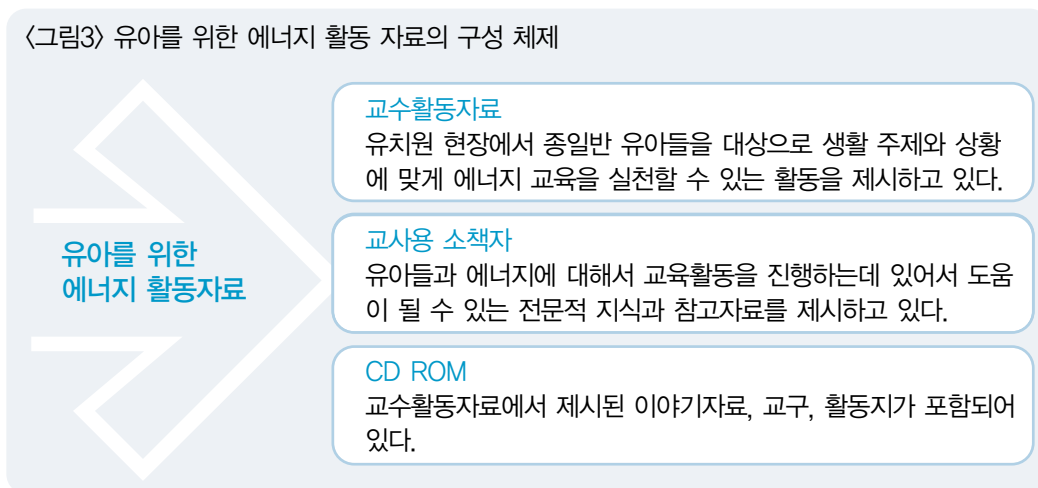 〈그림3〉 유아를 위한 에너지 활동 자료의 구성 체제
유아를 위한
에너지 활동자료
교수활동자료
유치원 현장에서 종일반 유아들을 대상으로 생활 주제와 상황
에 맞게 에너지 교육을 실천할 수 있는 활동을 제시하고 있다.
교사용 소책자
유아들과 에너지에 대해서 교육활동을 진행하는데 있어서 도움
이 될 수 있는 전문적 지식과 참고자료를 제시하고 있다.
CD ROM
교수활동자료에서 제시된 이야기자료, 교구, 활동지가 포함되어
있다.